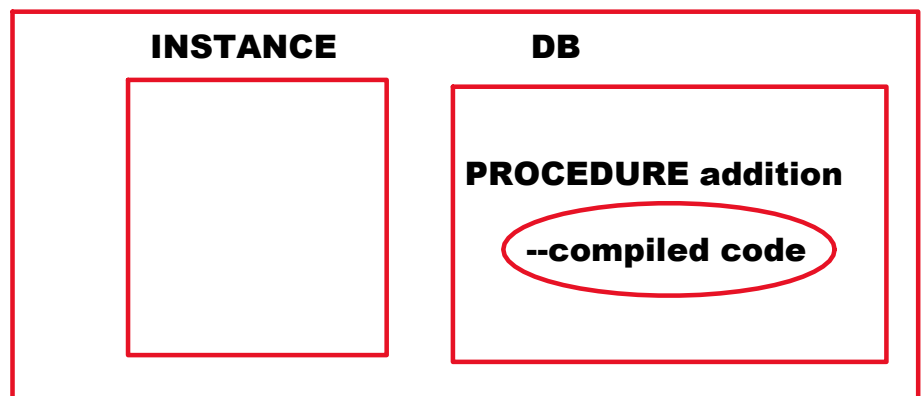 INSTANCE DB
PROCEDURE addition
--compiled code